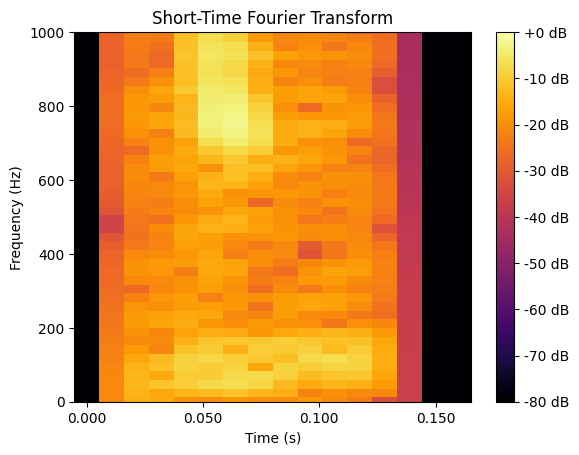 Short-Time Fourier Transform
Frequency (Hz)
1000
800
600
400
200
0
0.000
0.050
0.100
0.150
Time (s)
+0 dB
-10 dB
-20 dB
-30 dB
-40 dB
-50 dB
-60 dB
-70 dB
-80 dB